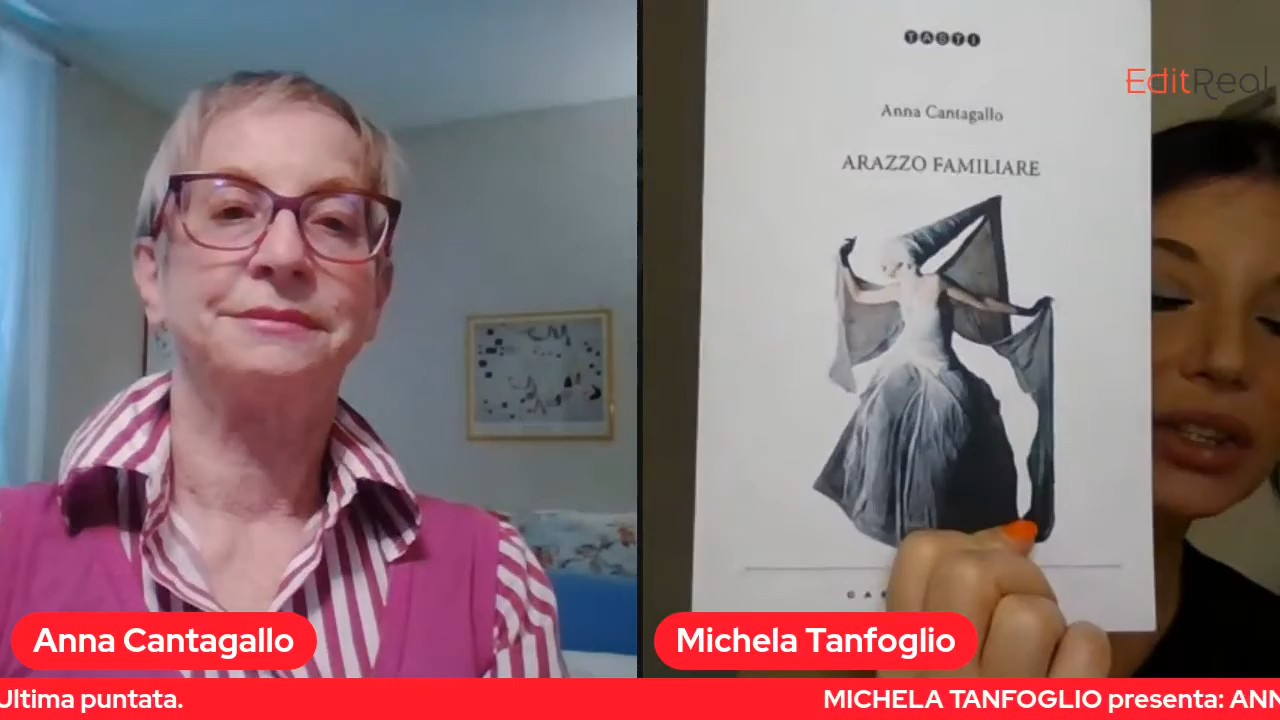 TASTI
EditReal
Anna Cantagallo
ARAZZO FAMILIARE
Anna Cantagallo
Michela Tanfoglio
Ultima puntata.
MICHELA TANFOGLIO presenta: ANN